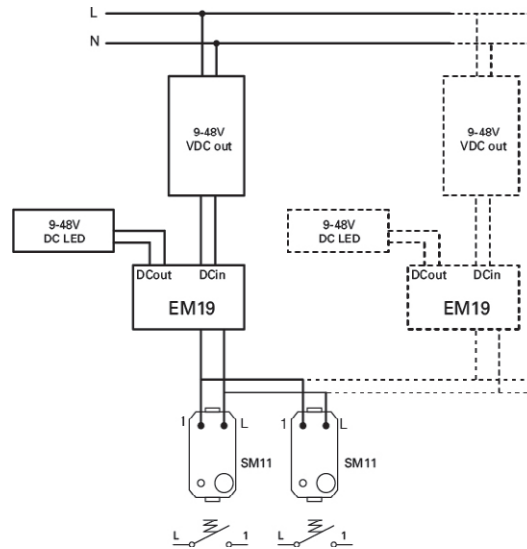 L
N
9-48V
VDC out
9-48V
VDC out
9-48V
DC LED
9-48V
DC LED
DCout DCin
EM19
DCout DCin
EM19
1 L
1 L
SM11
SM11
L 1
L 1